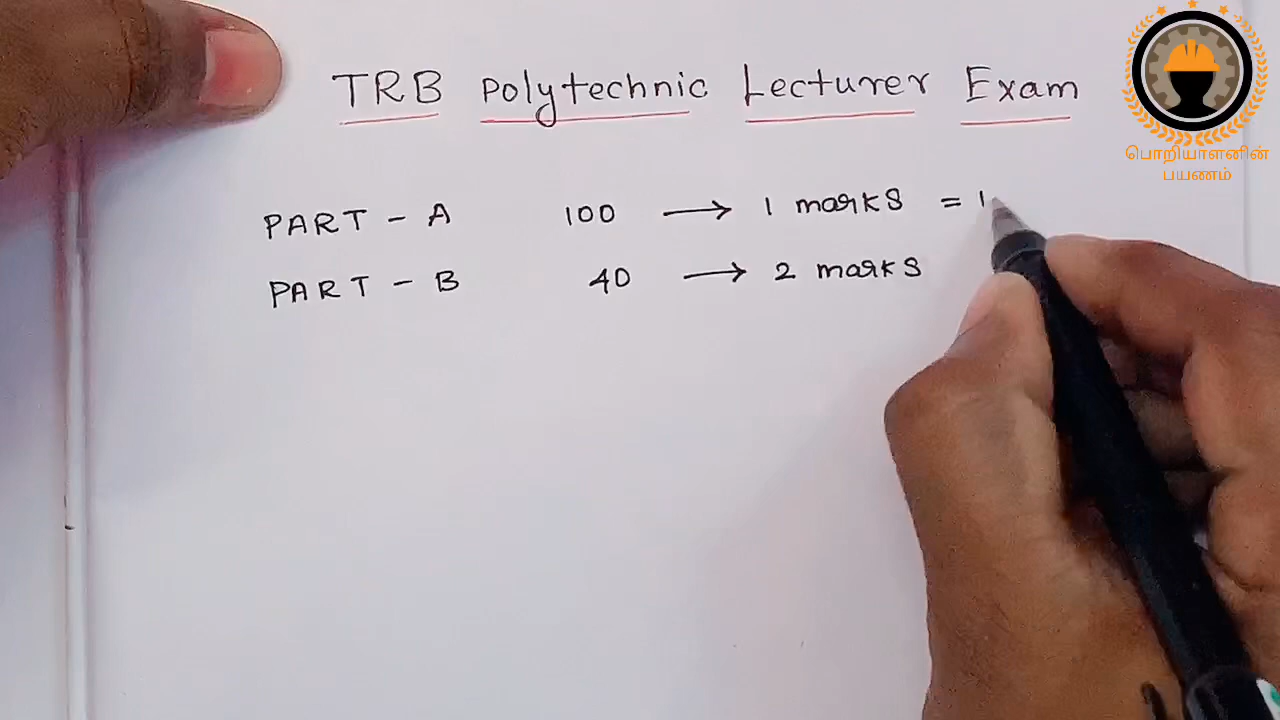 TRB Polytechnic Lecturer Exam
பொறியாளனின்
பயணம்
PART - A 100 → 1 marks = 1
PART - B 40 → 2 marks